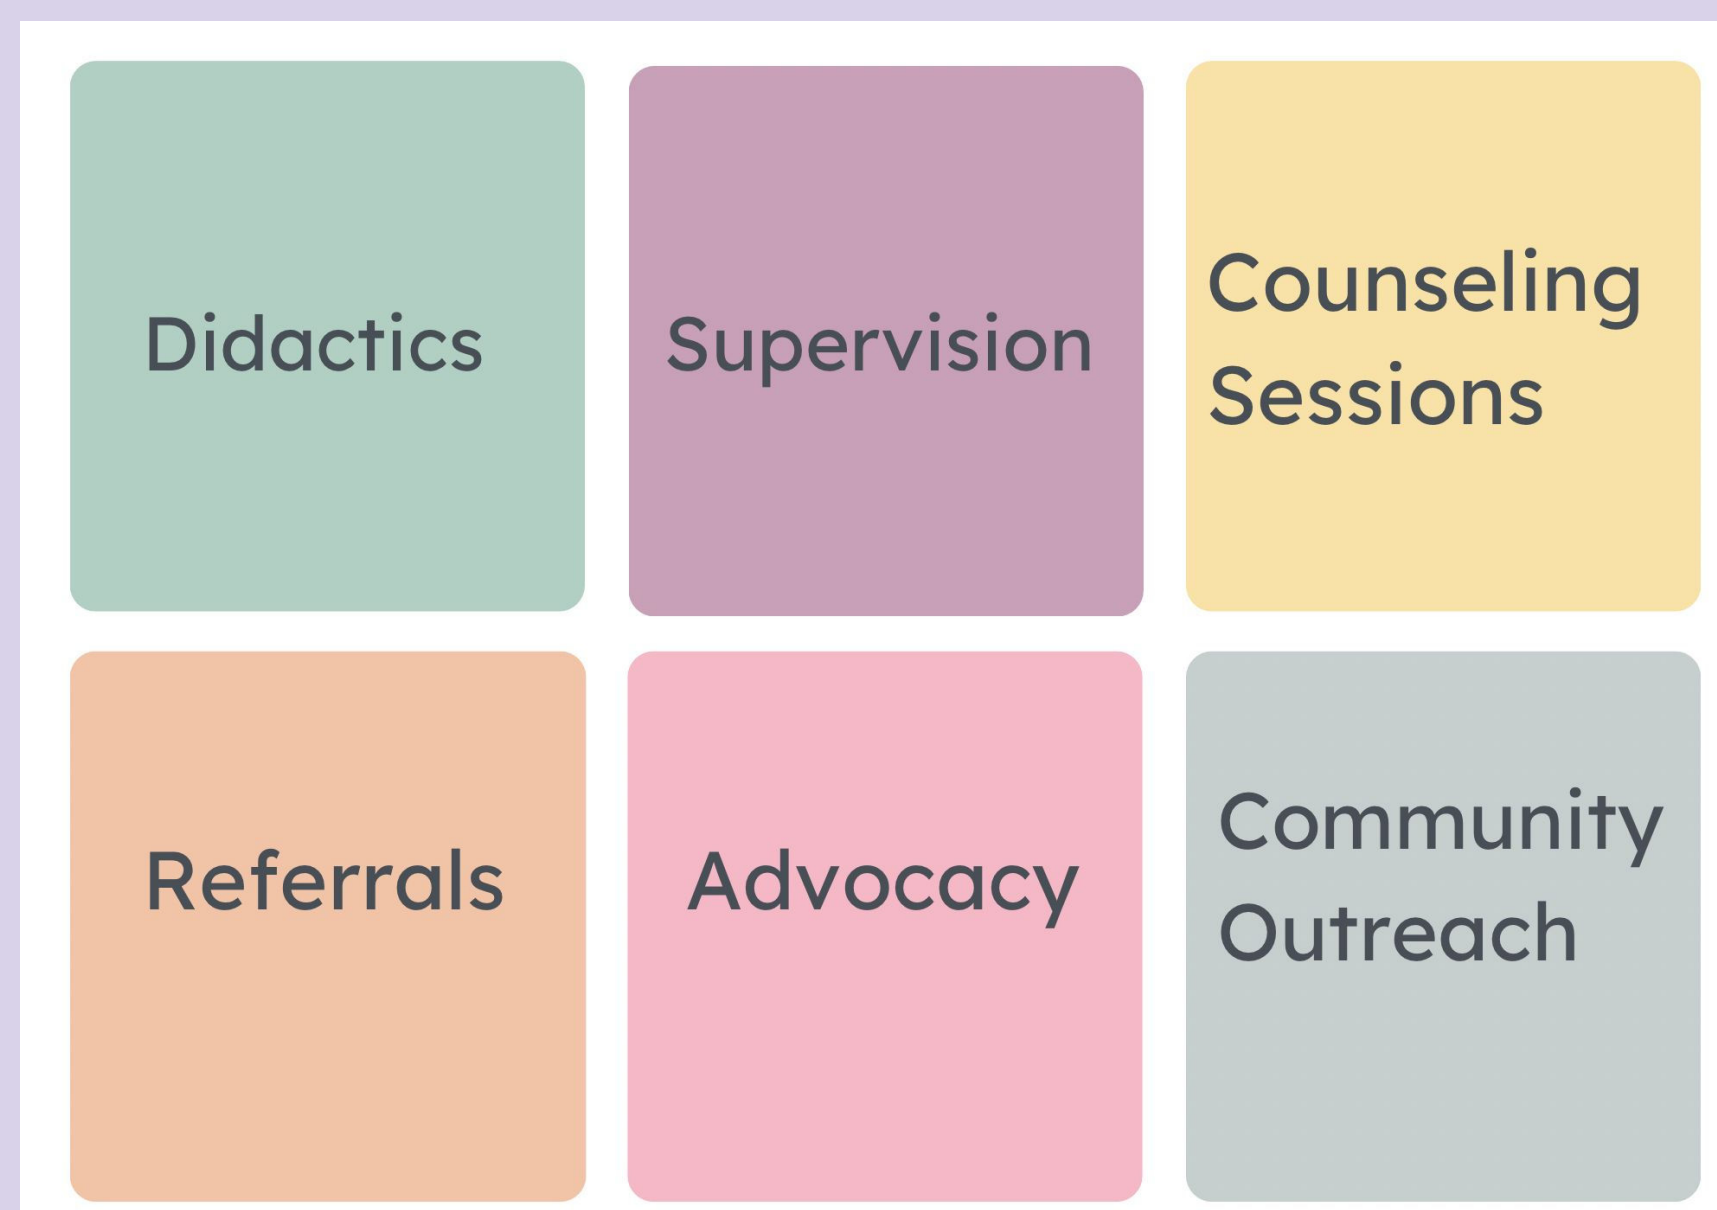 Didactics
Supervision
Counseling
Sessions
Referrals
Advocacy
Community
Outreach